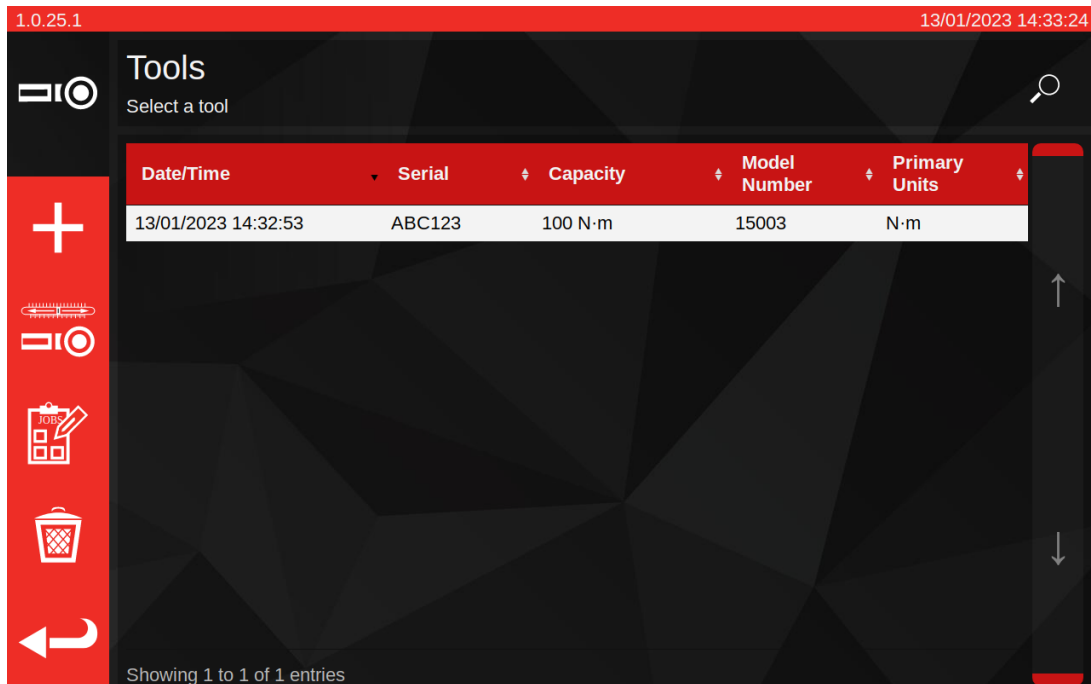 1.0.25.1 13/01/2023 14:33:24
Tools
Select a tool
Date/Time Serial Capacity Model Number Primary Units
13/01/2023 14:32:53 ABC123 100 N·m 15003 N·m
JOBS
Showing 1 to 1 of 1 entries